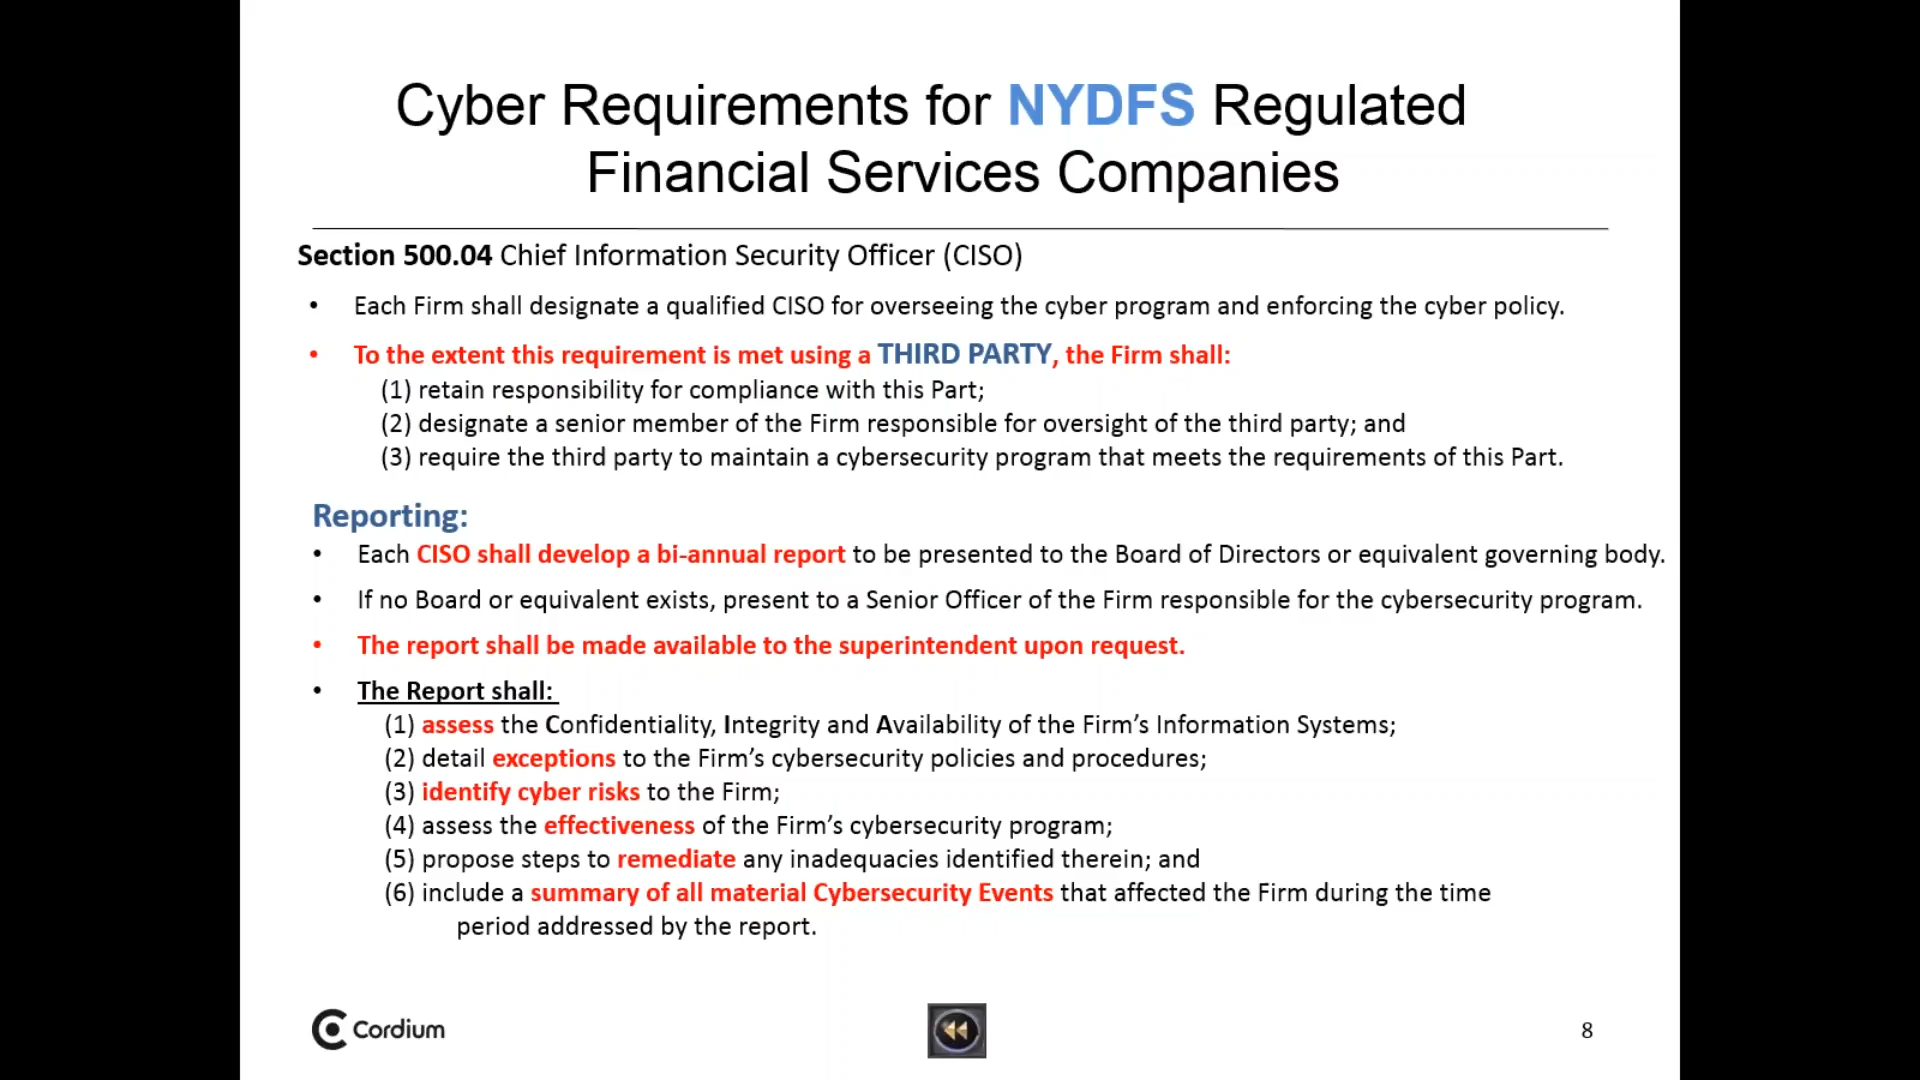 Cyber Requirements for NYDFS Regulated
Financial Services Companies
Section 500.04 Chief Information Security Officer (CISO)
• Each Firm shall designate a qualified CISO for overseeing the cyber program and enforcing the cyber policy.
• To the extent this requirement is met using a THIRD PARTY, the Firm shall:
(1) retain responsibility for compliance with this Part;
(2) designate a senior member of the Firm responsible for oversight of the third party; and
(3) require the third party to maintain a cybersecurity program that meets the requirements of this Part.
Reporting:
• Each CISO shall develop a bi-annual report to be presented to the Board of Directors or equivalent governing body.
• If no Board or equivalent exists, present to a Senior Officer of the Firm responsible for the cybersecurity program.
• The report shall be made available to the superintendent upon request.
• The Report shall:
(1) assess the Confidentiality, Integrity and Availability of the Firm’s Information Systems;
(2) detail exceptions to the Firm’s cybersecurity policies and procedures;
(3) identify cyber risks to the Firm;
(4) assess the effectiveness of the Firm’s cybersecurity program;
(5) propose steps to remediate any inadequacies identified therein; and
(6) include a summary of all material Cybersecurity Events that affected the Firm during the time
period addressed by the report.
Cordium
8